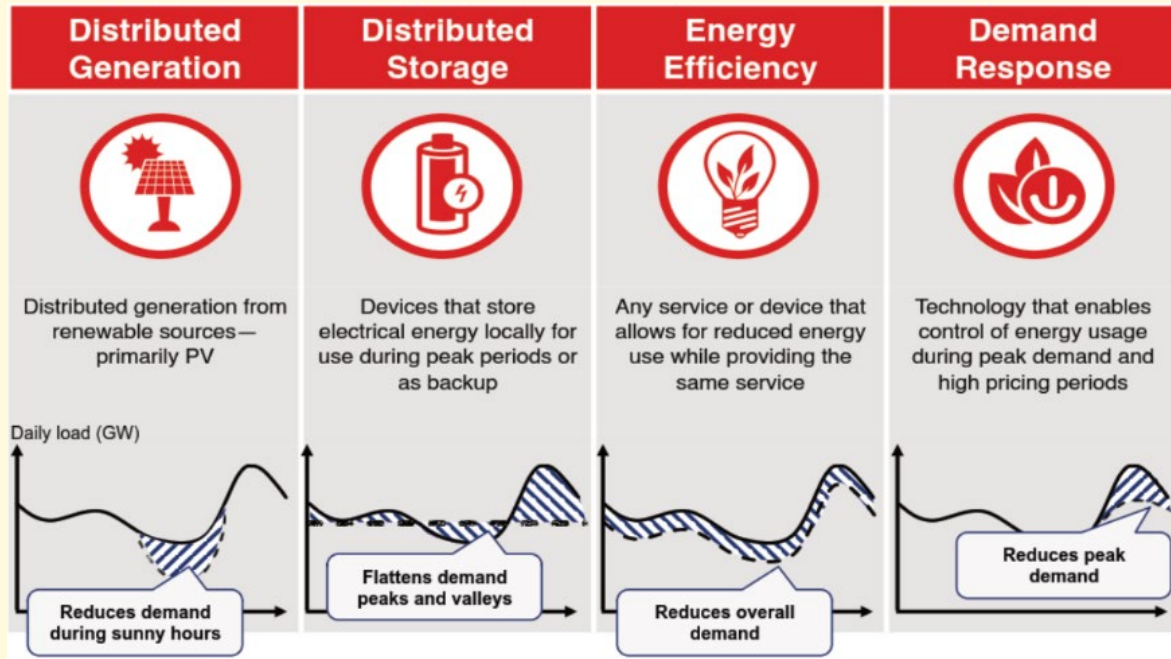 Distributed
Generation
Distributed
Storage
Energy
Efficiency
Demand
Response
Distributed generation from
renewable sources—
primarily PV
Devices that store
electrical energy locally for
use during peak periods or
as backup
Any service or device that
allows for reduced energy
use while providing the
same service
Technology that enables
control of energy usage
during peak demand and
high pricing periods
Daily load (GW)
Reduces demand
during sunny hours
Flattens demand
peaks and valleys
Reduces overall
demand
Reduces peak
demand